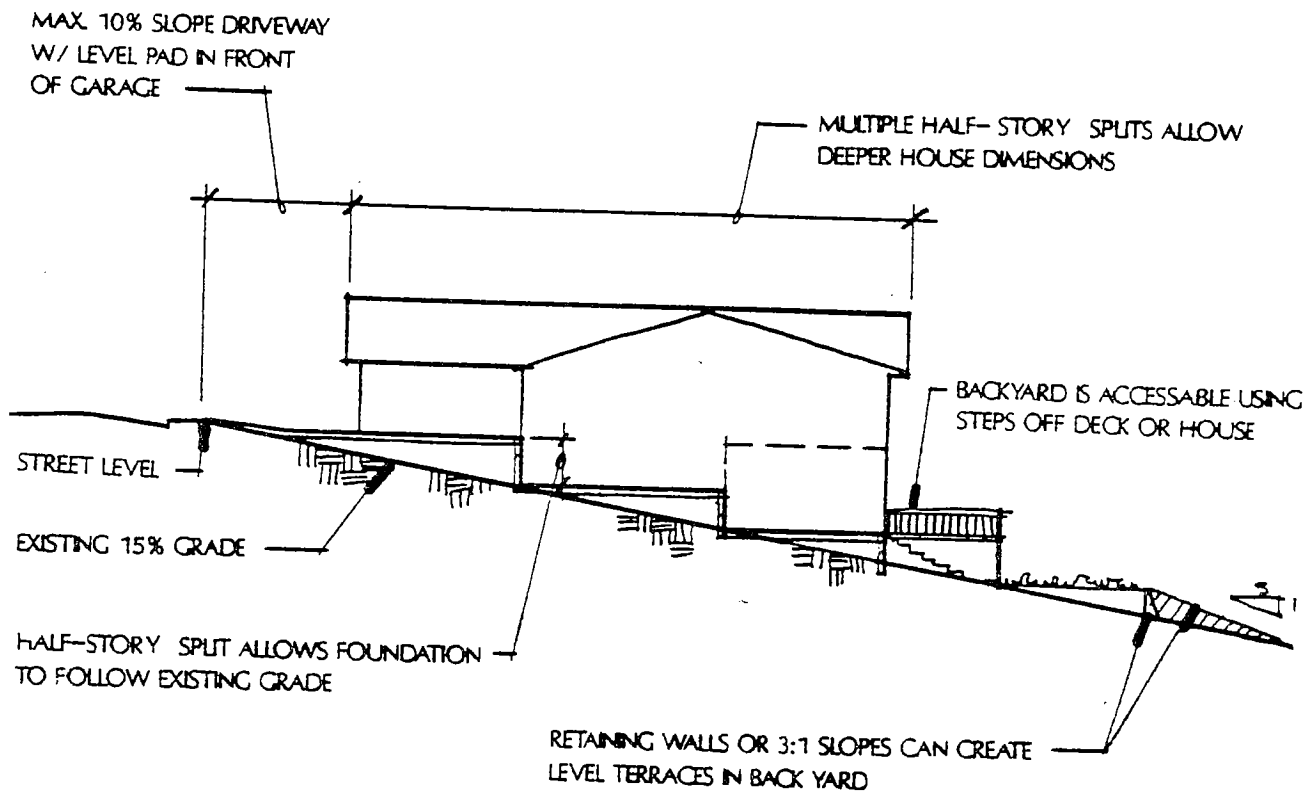 MAX. 10% SLOPE DRIVEWAY
W/ LEVEL PAD IN FRONT
OF GARAGE
MULTIPLE HALF-STORY SPLITS ALLOW
DEEPER HOUSE DIMENSIONS
BACKYARD IS ACCESSABLE USING
STEPS OFF DECK OR HOUSE
STREET LEVEL
EXISTING 15% GRADE
3
1
HALF-STORY SPLIT ALLOWS FOUNDATION
TO FOLLOW EXISTING GRADE
RETAINING WALLS OR 3:1 SLOPES CAN CREATE
LEVEL TERRACES IN BACK YARD